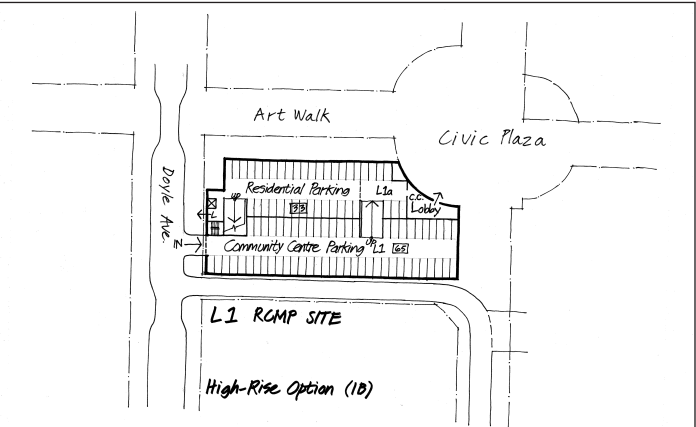 Art Walk
Civic Plaza
Doyle Ave.
Residential Parking
L1a
33
UP
C.C.
Lobby
L
IN
Community Centre Parking
UP
L1
65
L1 RCMP SITE
High-Rise Option (1B)